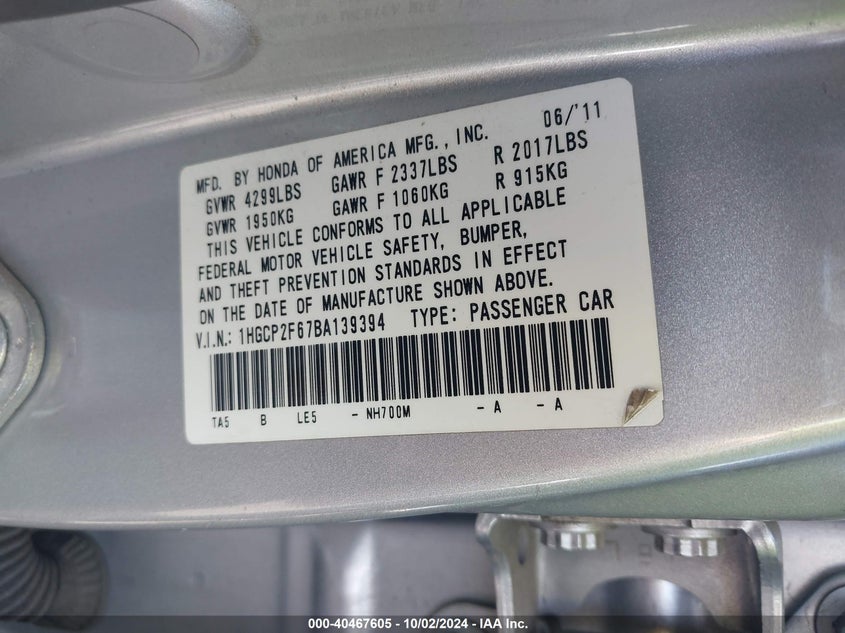 06/'11
MFD. BY HONDA OF AMERICA MFG., INC.
GVWR 4299LBS GAWR F 2337LBS R 2017LBS
GVWR 1950KG GAWR F 1060KG R 915KG
THIS VEHICLE CONFORMS TO ALL APPLICABLE
FEDERAL MOTOR VEHICLE SAFETY, BUMPER,
AND THEFT PREVENTION STANDARDS IN EFFECT
ON THE DATE OF MANUFACTURE SHOWN ABOVE.
V.I.N.: 1HGCP2F67BA139394 TYPE: PASSENGER CAR
TA5 B LE5 - NH700M - A - A
000-40467605 - 10/02/2024 - IAA Inc.